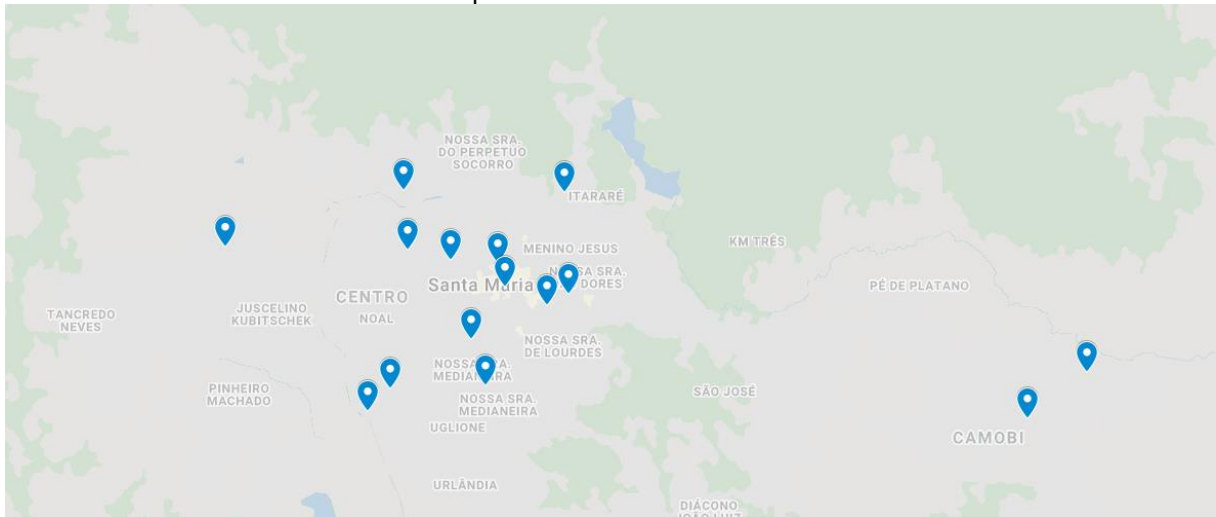 NOSSA SRA.
DO PERPETUO
SOCORRO
ITARARÉ
MENINO JESUS
KM TRÊS
NOSSA SRA.
DORES
Santa Maria
PÉ DE PLATANO
CENTRO
NOAL
JUSCELINO
KUBITSCHEK
TANCREDO
NEVES
NOSSA SRA.
DE LOURDES
NOSSA SRA.
MEDIANEIRA
PINHEIRO
MACHADO
SÃO JOSÉ
NOSSA SRA.
MEDIANEIRA
UGLIONE
CAMOBI
URLÂNDIA
DIÁCONO
JOÃO LUIZ